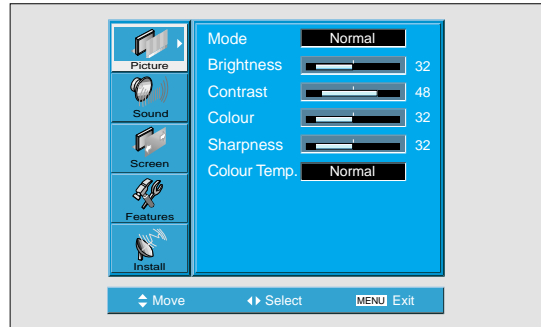 Picture
Sound
Screen
Features
Install
Mode Normal
Brightness 32
Contrast 48
Colour 32
Sharpness 32
Colour Temp. Normal
Move Select MENU Exit